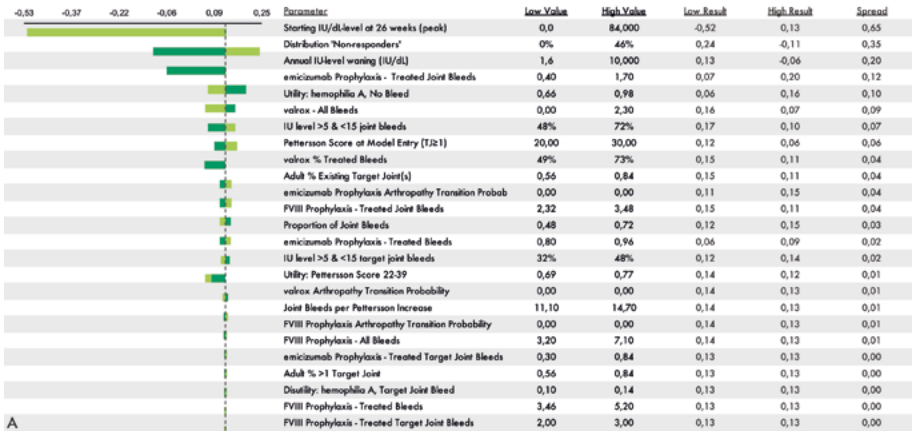 -0,53 -0,37 -0,22 -0,06 0,09 0,25
Parameter Low Value High Value Low Result High Result Spread
Starting IU/dL-level at 26 weeks (peak) 0,0 84,000 -0,52 0,13 0,65
Distribution "Non-responders" 0% 46% 0,24 -0,11 0,35
Annual IU-level waning (IU/dL) 1,6 10,000 0,13 -0,06 0,20
emicizumab Prophylaxis - Treated Joint Bleeds 0,40 1,70 0,07 0,20 0,12
Utility: hemophilia A, No Bleed 0,66 0,98 0,06 0,16 0,10
valrox - All Bleeds 0,00 2,30 0,16 0,07 0,09
IU level >5 & <15 joint bleeds 48% 72% 0,17 0,10 0,07
Pettersson Score at Model Entry (TJ≥1) 20,00 30,00 0,12 0,06 0,06
valrox % Treated Bleeds 49% 73% 0,15 0,11 0,04
Adult % Existing Target Joint(s) 0,56 0,84 0,15 0,11 0,04
emicizumab Prophylaxis Arthropathy Transition Probab 0,00 0,00 0,11 0,15 0,04
FVIII Prophylaxis - Treated Joint Bleeds 2,32 3,48 0,15 0,11 0,04
Proportion of Joint Bleeds 0,48 0,72 0,12 0,15 0,03
emicizumab Prophylaxis - Treated Bleeds 0,80 0,96 0,06 0,09 0,02
IU level >5 & <15 target joint bleeds 32% 48% 0,14 0,12 0,02
Utility: Pettersson Score 22-39 0,69 0,77 0,14 0,12 0,01
valrox Arthropathy Transition Probability 0,00 0,00 0,14 0,13 0,01
Joint Bleeds per Pettersson Increase 11,10 14,70 0,14 0,13 0,01
FVIII Prophylaxis Arthropathy Transition Probability 0,00 0,00 0,14 0,13 0,01
FVIII Prophylaxis - All Bleeds 3,20 7,10 0,14 0,13 0,01
emicizumab Prophylaxis - Treated Target Joint Bleeds 0,30 0,84 0,13 0,13 0,00
Adult % >1 Target Joint 0,56 0,84 0,13 0,13 0,00
Disutility: hemophilia A, Target Joint Bleed 0,10 0,14 0,13 0,13 0,00
FVIII Prophylaxis - Treated Bleeds 3,46 5,20 0,13 0,13 0,00
FVIII Prophylaxis - Treated Target Joint Bleeds 2,00 3,00 0,13 0,13 0,00
A